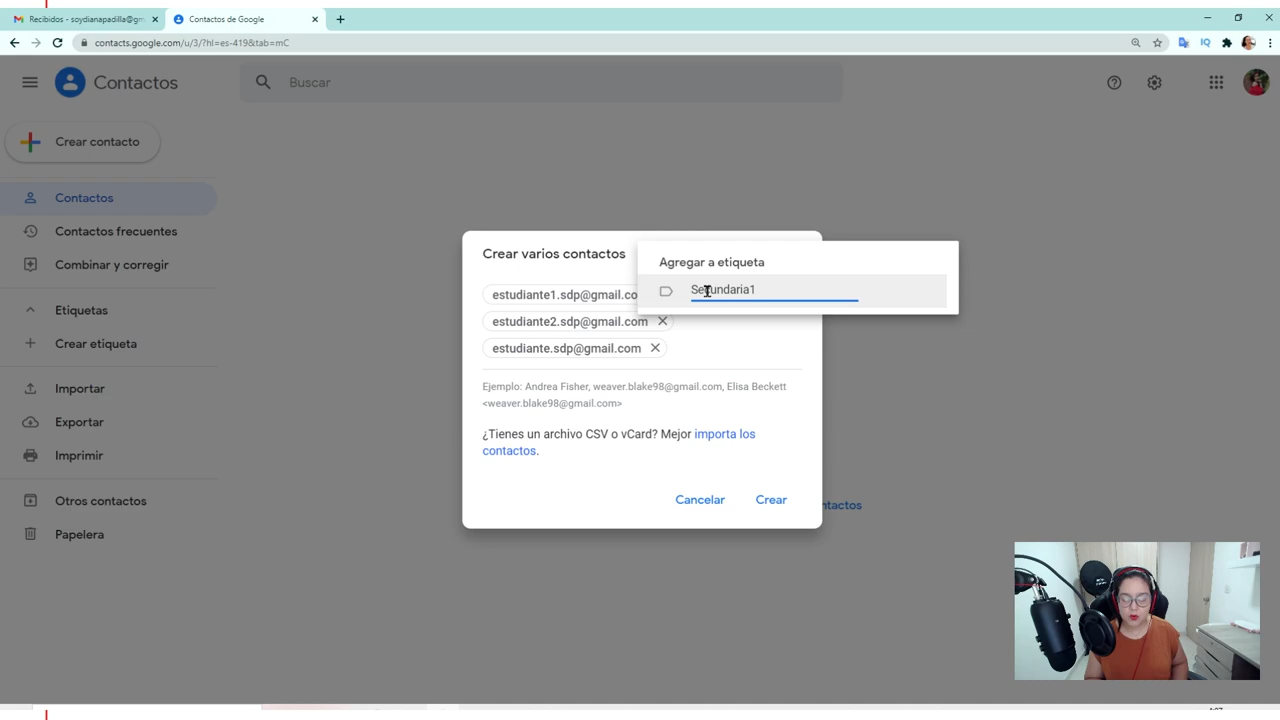 Recibidos - soydianapadilla@gm
Contactos de Google
contacts.google.com/u/3/?hl=es-419&tab=mC
Contactos
Buscar
Crear contacto
Contactos
Contactos frecuentes
Combinar y corregir
Etiquetas
Crear etiqueta
Importar
Exportar
Imprimir
Otros contactos
Papelera
Crear varios contactos
Agregar a etiqueta
Secundaria1
estudiante1.sdp@gmail.co
estudiante2.sdp@gmail.com
estudiante.sdp@gmail.com
Ejemplo: Andrea Fisher, weaver.blake98@gmail.com, Elisa Beckett
<weaver.blake98@gmail.com>
¿Tienes un archivo CSV o vCard? Mejor importa los
contactos.
Cancelar
Crear
ntactos